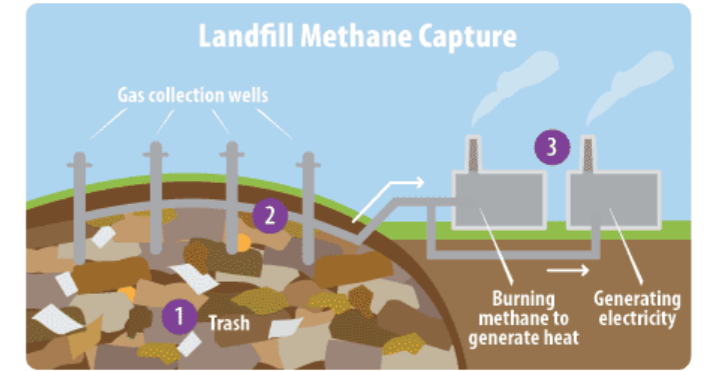 Landfill Methane Capture
Gas collection wells
3
2
1
Trash
Burning
methane to
generate heat
Generating
electricity